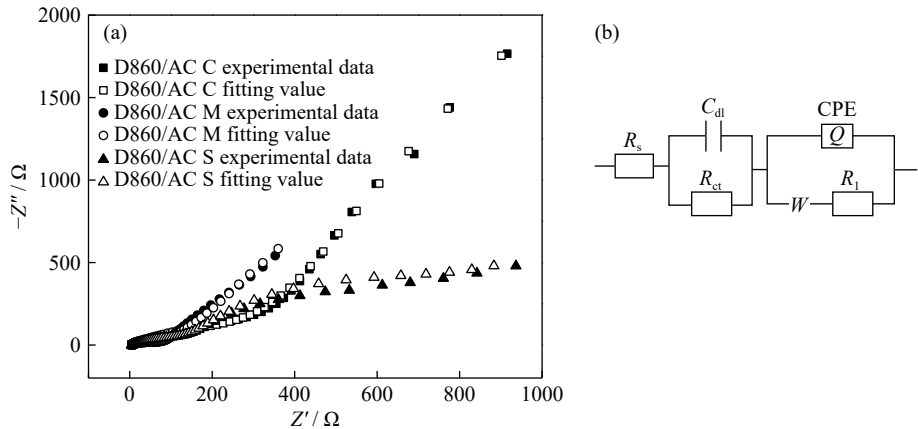 (a)
2000
1500
1000
500
0
−Z″/ Ω
D860/AC C experimental data
D860/AC C fitting value
D860/AC M experimental data
D860/AC M fitting value
D860/AC S experimental data
D860/AC S fitting value
0 200 400 600 800 1000
Z′/ Ω
(b)
Cdl
CPE
Rs
Q
Rct
W
R1